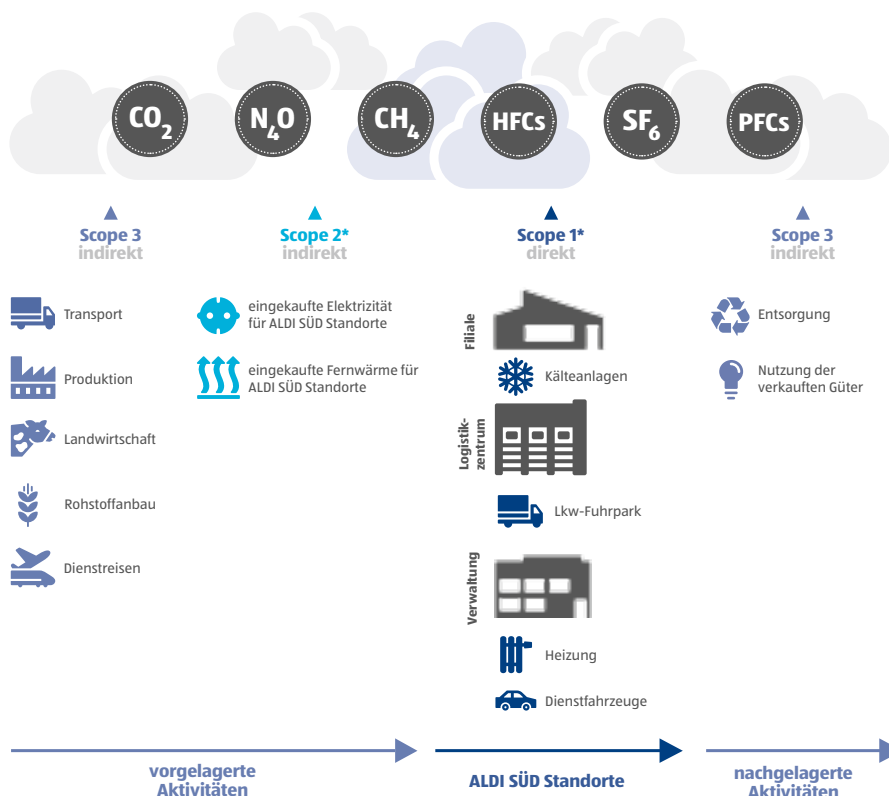 CO2
N4O
CH4
HFCs
SF6
PFCs
Scope 3
indirekt
Scope 2*
indirekt
Scope 1*
direkt
Scope 3
indirekt
Transport
Produktion
Landwirtschaft
Rohstoffanbau
Dienstreisen
eingekaufte Elektrizität
für ALDI SÜD Standorte
eingekaufte Fernwärme für
ALDI SÜD Standorte
Filiale
Kälteanlagen
Logistik-
zentrum
Lkw-Fuhrpark
Verwaltung
Heizung
Dienstfahrzeuge
Entsorgung
Nutzung der
verkauften Güter
vorgelagerte
Aktivitäten
ALDI SÜD Standorte
nachgelagerte
Aktivitäten